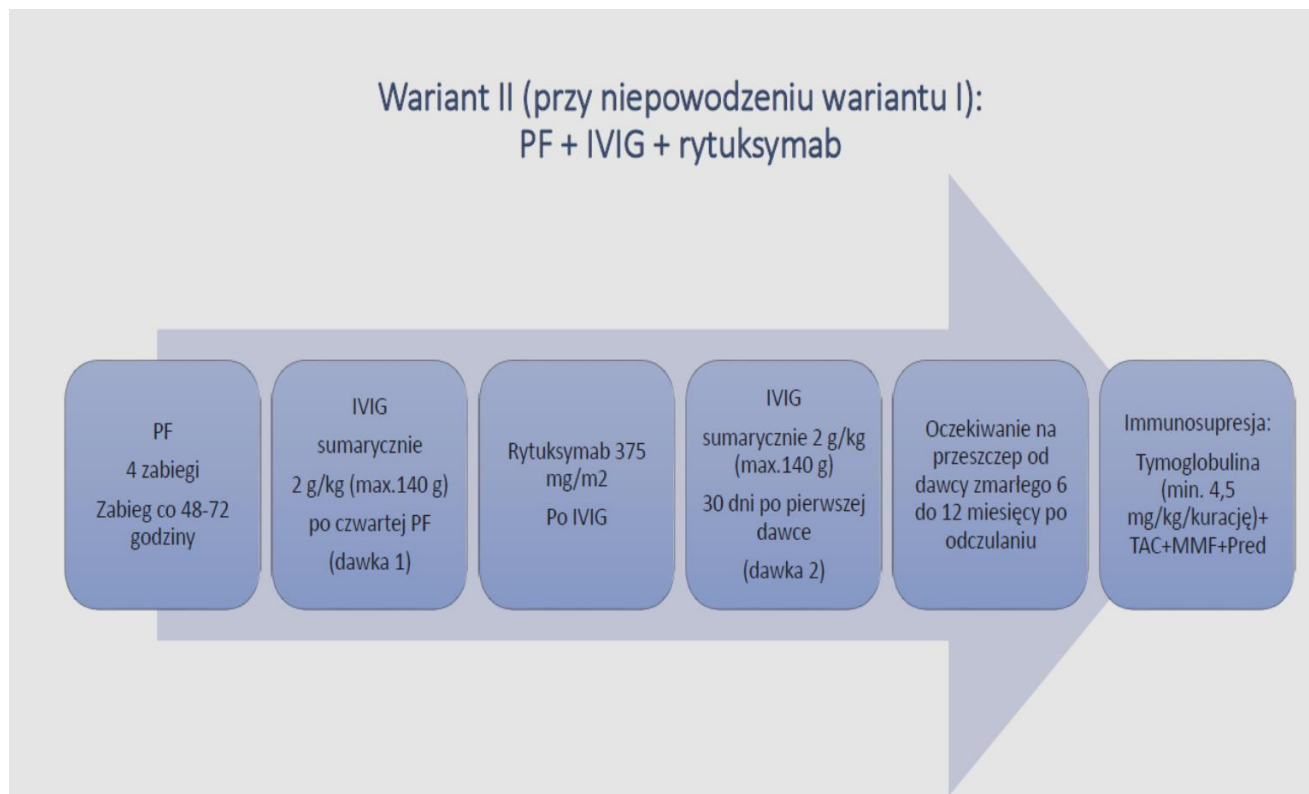 Wariant II (przy niepowodzeniu wariantu I):
PF + IVIG + rytuksymab
PF
4 zabiegi
Zabieg co 48-72
godziny
IVIG
sumarycznie
2 g/kg (max.140 g)
po czwartej PF
(dawka 1)
Rytuksymab 375
mg/m2
Po IVIG
IVIG
sumarycznie 2 g/kg
(max.140 g)
30 dni po pierwszej
dawce
(dawka 2)
Oczekiwanie na
przeszczep od
dawcy zmarłego 6
do 12 miesięcy po
odczulaniu
Immunosupresja:
Tymoglobulina
(min. 4,5
mg/kg/kurację)+
TAC+MMF+Pred